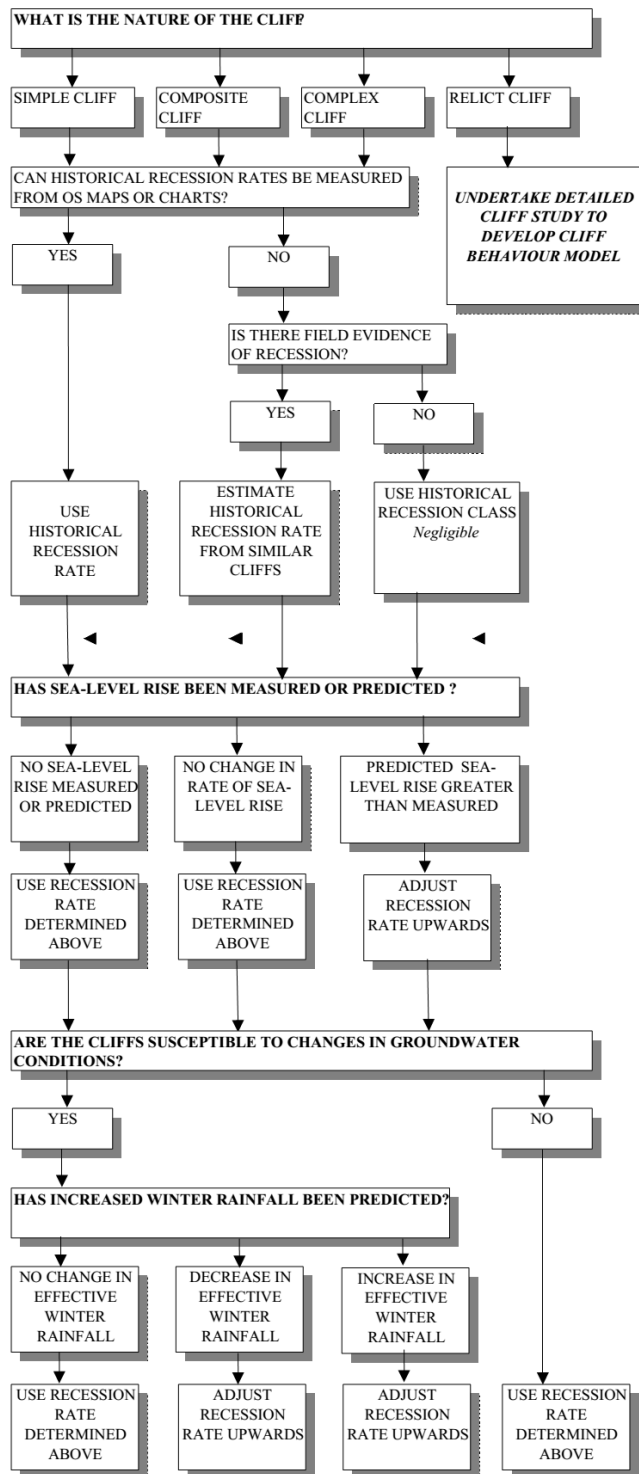 WHAT IS THE NATURE OF THE CLIFF?
SIMPLE CLIFF
COMPOSITE
CLIFF
COMPLEX
CLIFF
RELICT CLIFF
CAN HISTORICAL RECESSION RATES BE MEASURED
FROM OS MAPS OR CHARTS?
UNDERTAKE DETAILED
CLIFF STUDY TO
DEVELOP CLIFF
BEHAVIOUR MODEL
YES
NO
IS THERE FIELD EVIDENCE
OF RECESSION?
YES
NO
USE
HISTORICAL
RECESSION
RATE
ESTIMATE
HISTORICAL
RECESSION RATE
FROM SIMILAR
CLIFFS
USE HISTORICAL
RECESSION CLASS
Negligible
HAS SEA-LEVEL RISE BEEN MEASURED OR PREDICTED ?
NO SEA-LEVEL
RISE MEASURED
OR PREDICTED
NO CHANGE IN
RATE OF SEA-
LEVEL RISE
PREDICTED SEA-
LEVEL RISE GREATER
THAN MEASURED
USE RECESSION
RATE
DETERMINED
ABOVE
USE RECESSION
RATE
DETERMINED
ABOVE
ADJUST
RECESSION
RATE UPWARDS
ARE THE CLIFFS SUSCEPTIBLE TO CHANGES IN GROUNDWATER
CONDITIONS?
YES
NO
HAS INCREASED WINTER RAINFALL BEEN PREDICTED?
NO CHANGE IN
EFFECTIVE
WINTER
RAINFALL
DECREASE IN
EFFECTIVE
WINTER
RAINFALL
INCREASE IN
EFFECTIVE
WINTER
RAINFALL
USE RECESSION
RATE
DETERMINED
ABOVE
ADJUST
RECESSION
RATE UPWARDS
ADJUST
RECESSION
RATE UPWARDS
USE RECESSION
RATE
DETERMINED
ABOVE